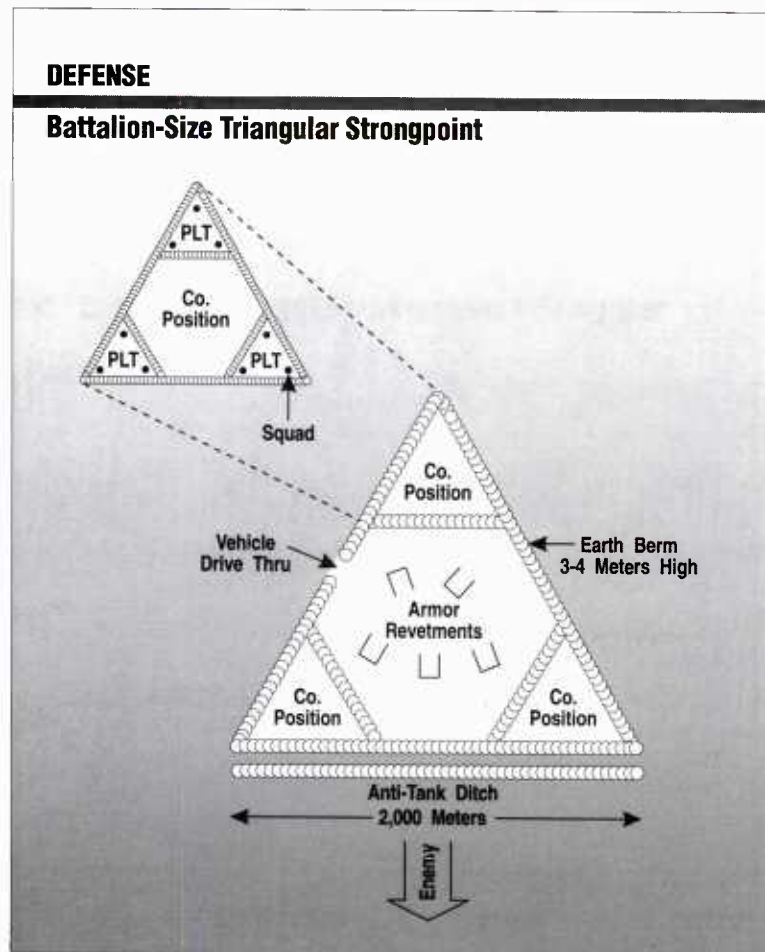 DEFENSE
Battalion-Size Triangular Strongpoint
PLT
Co.
Position
PLT
PLT
Squad
Co.
Position
Vehicle
Drive Thru
Earth Berm
3-4 Meters High
Armor
Revetments
Co.
Position
Co.
Position
Anti-Tank Ditch
2,000 Meters
Enemy